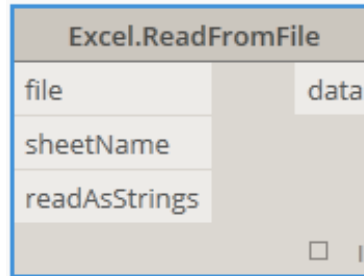 Excel.ReadFromFile
file
data
sheetName
readAsStrings